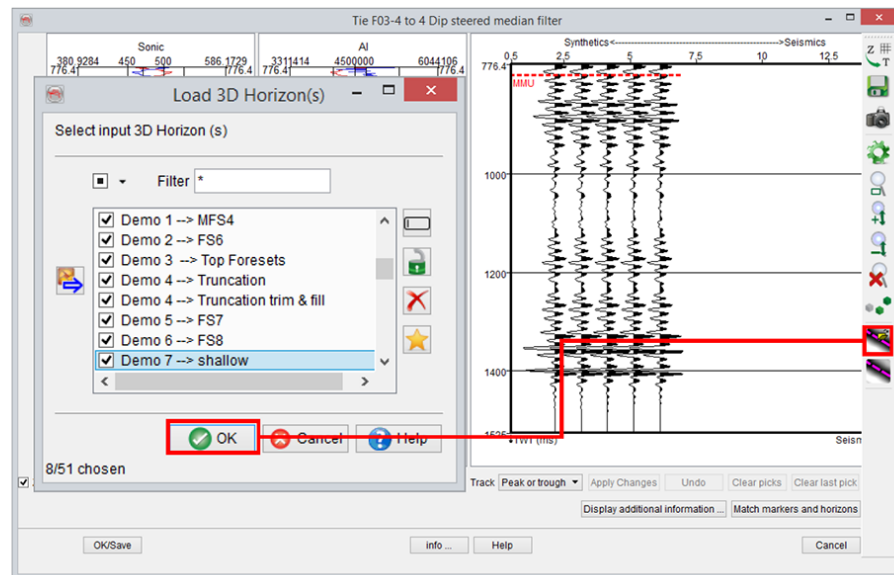 Tie F03-4 to 4 Dip steered median filter
Sonic
380.9284 450 500 586.1729
776.4 776.4
AI
3311414 4500000 6044106
776.4 776.4
Synthetics<-------------------------------->Seismics
0.5 2.5 5 7.5 10 12.5
776.4
MMU
1000
1200
1400
1525
TWT (ms)
Seism
Load 3D Horizon(s)
Select input 3D Horizon (s)
Filter *
Demo 1 --> MFS4
Demo 2 --> FS6
Demo 3 --> Top Foresets
Demo 4 --> Truncation
Demo 4 --> Truncation trim & fill
Demo 5 --> FS7
Demo 6 --> FS8
Demo 7 --> shallow
OK Cancel Help
8/51 chosen
Z
T
Track Peak or trough Apply Changes Undo Clear picks Clear last pick
Display additional information ... Match markers and horizons
OK/Save info ... Help Cancel